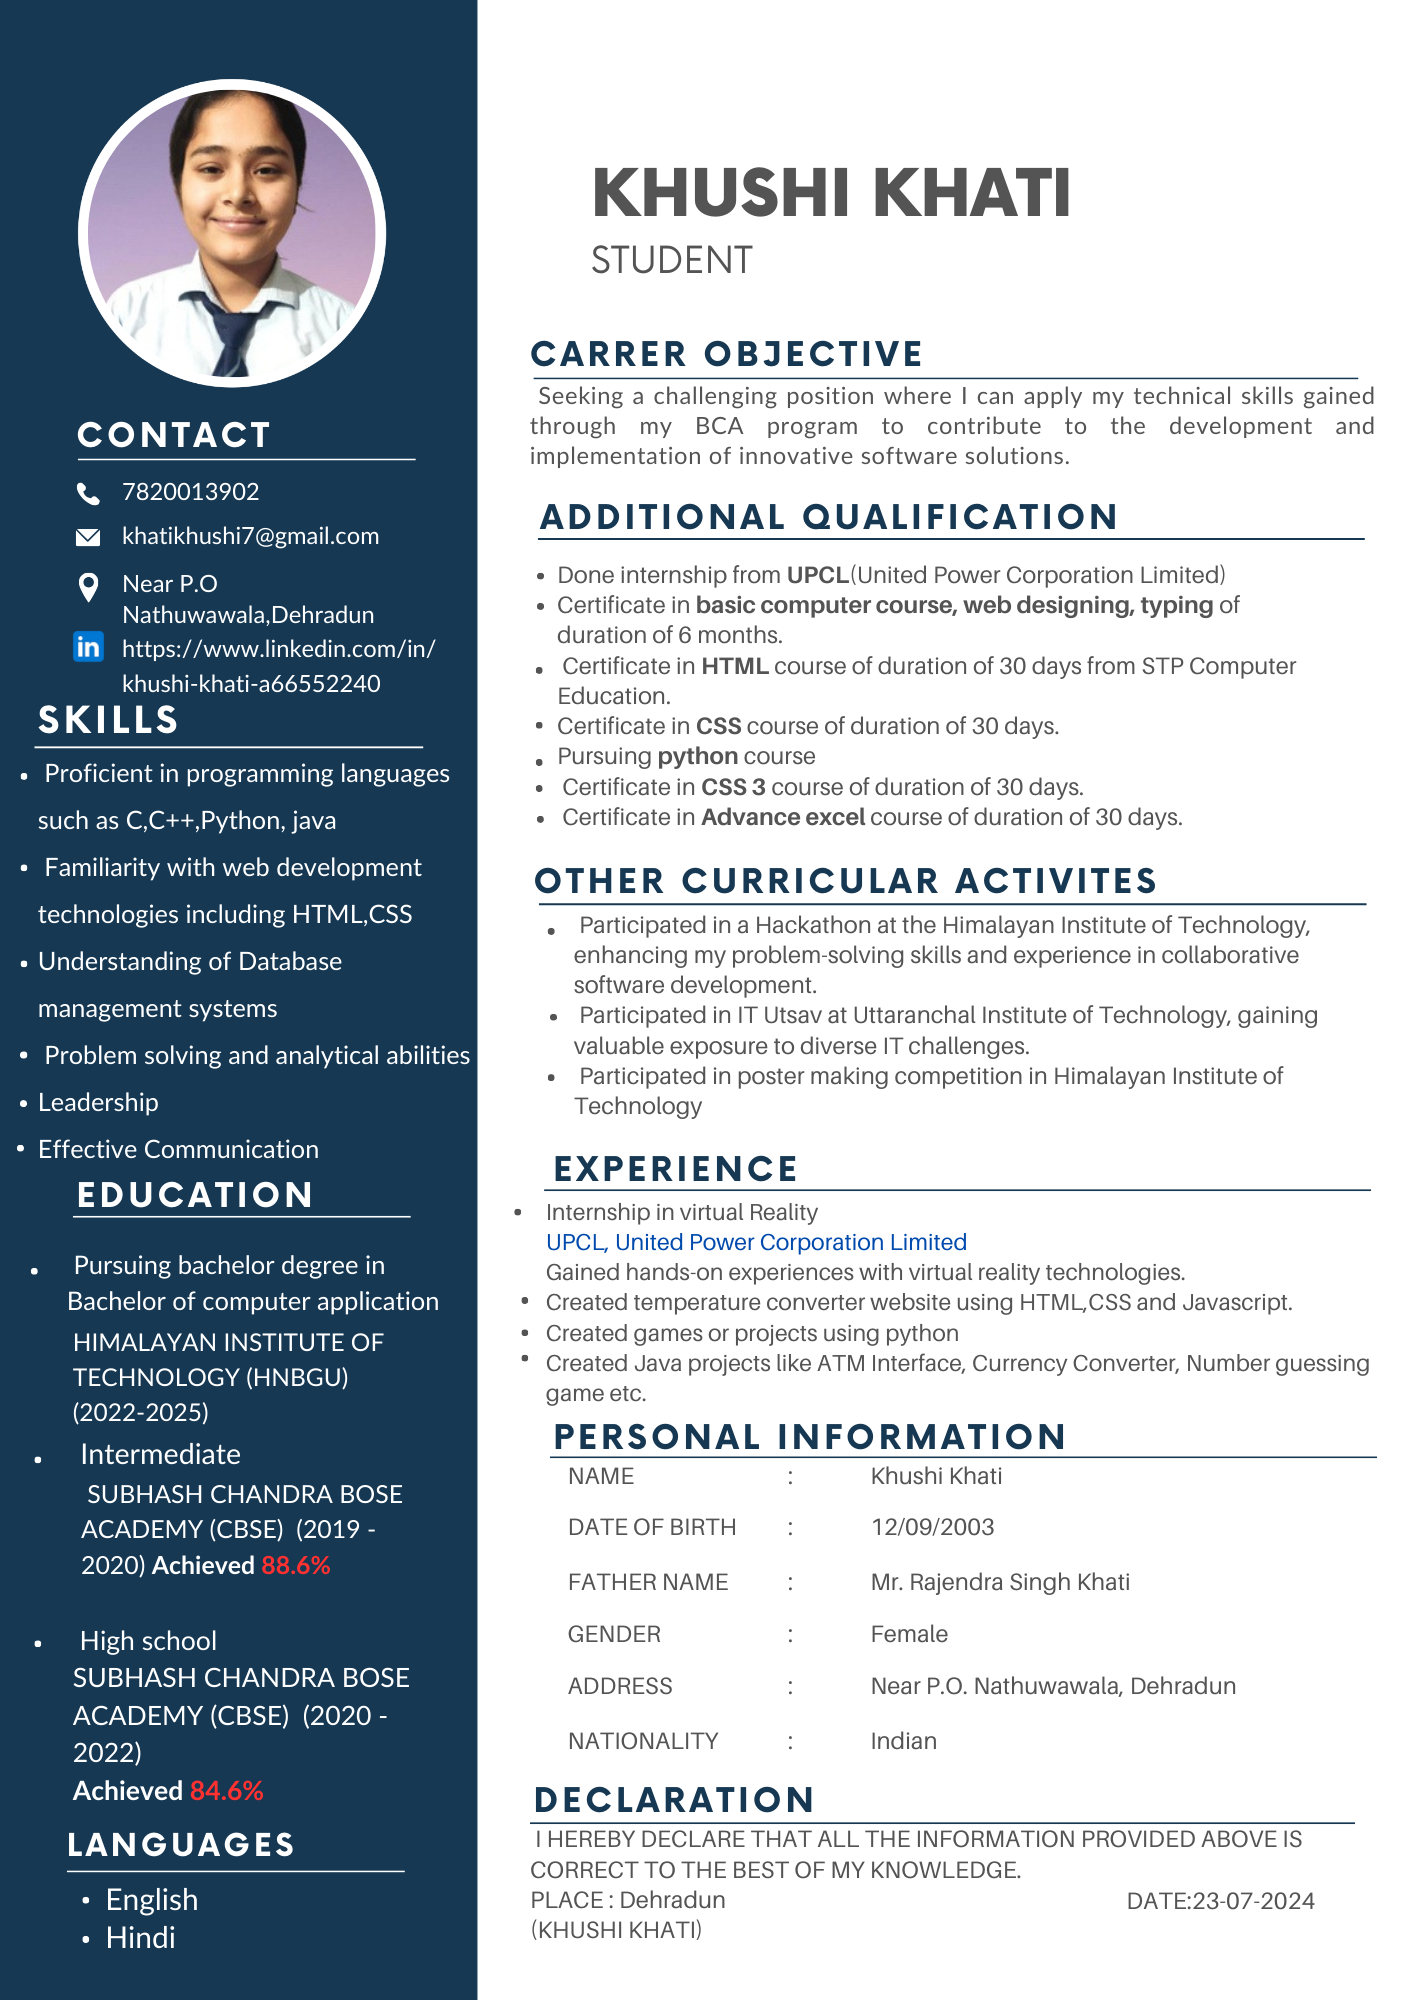 KHUSHI KHATI
STUDENT
CONTACT
7820013902
khatikhushi7@gmail.com
Near P.O
Nathuwawala,Dehradun
https://www.linkedin.com/in/
khushi-khati-a66552240
SKILLS
• Proficient in programming languages
such as C,C++,Python, java
• Familiarity with web development
technologies including HTML,CSS
• Understanding of Database
management systems
• Problem solving and analytical abilities
• Leadership
• Effective Communication
EDUCATION
• Pursuing bachelor degree in
Bachelor of computer application
HIMALAYAN INSTITUTE OF
TECHNOLOGY (HNBGU)
(2022-2025)
• Intermediate
SUBHASH CHANDRA BOSE
ACADEMY (CBSE) (2019 -
2020) Achieved 88.6%
• High school
SUBHASH CHANDRA BOSE
ACADEMY (CBSE) (2020 -
2022)
Achieved 84.6%
LANGUAGES
• English
• Hindi
CARRER OBJECTIVE
Seeking a challenging position where I can apply my technical skills gained
through my BCA program to contribute to the development and
implementation of innovative software solutions.
ADDITIONAL QUALIFICATION
• Done internship from UPCL(United Power Corporation Limited)
• Certificate in basic computer course, web designing, typing of
duration of 6 months.
• Certificate in HTML course of duration of 30 days from STP Computer
Education.
• Certificate in CSS course of duration of 30 days.
• Pursuing python course
• Certificate in CSS 3 course of duration of 30 days.
• Certificate in Advance excel course of duration of 30 days.
OTHER CURRICULAR ACTIVITES
• Participated in a Hackathon at the Himalayan Institute of Technology,
enhancing my problem-solving skills and experience in collaborative
software development.
• Participated in IT Utsav at Uttaranchal Institute of Technology, gaining
valuable exposure to diverse IT challenges.
• Participated in poster making competition in Himalayan Institute of
Technology
EXPERIENCE
• Internship in virtual Reality
UPCL, United Power Corporation Limited
Gained hands-on experiences with virtual reality technologies.
• Created temperature converter website using HTML,CSS and Javascript.
• Created games or projects using python
• Created Java projects like ATM Interface, Currency Converter, Number guessing
game etc.
PERSONAL INFORMATION
NAME : Khushi Khati
DATE OF BIRTH : 12/09/2003
FATHER NAME : Mr. Rajendra Singh Khati
GENDER : Female
ADDRESS : Near P.O. Nathuwawala, Dehradun
NATIONALITY : Indian
DECLARATION
I HEREBY DECLARE THAT ALL THE INFORMATION PROVIDED ABOVE IS
CORRECT TO THE BEST OF MY KNOWLEDGE.
PLACE : Dehradun DATE:23-07-2024
(KHUSHI KHATI)